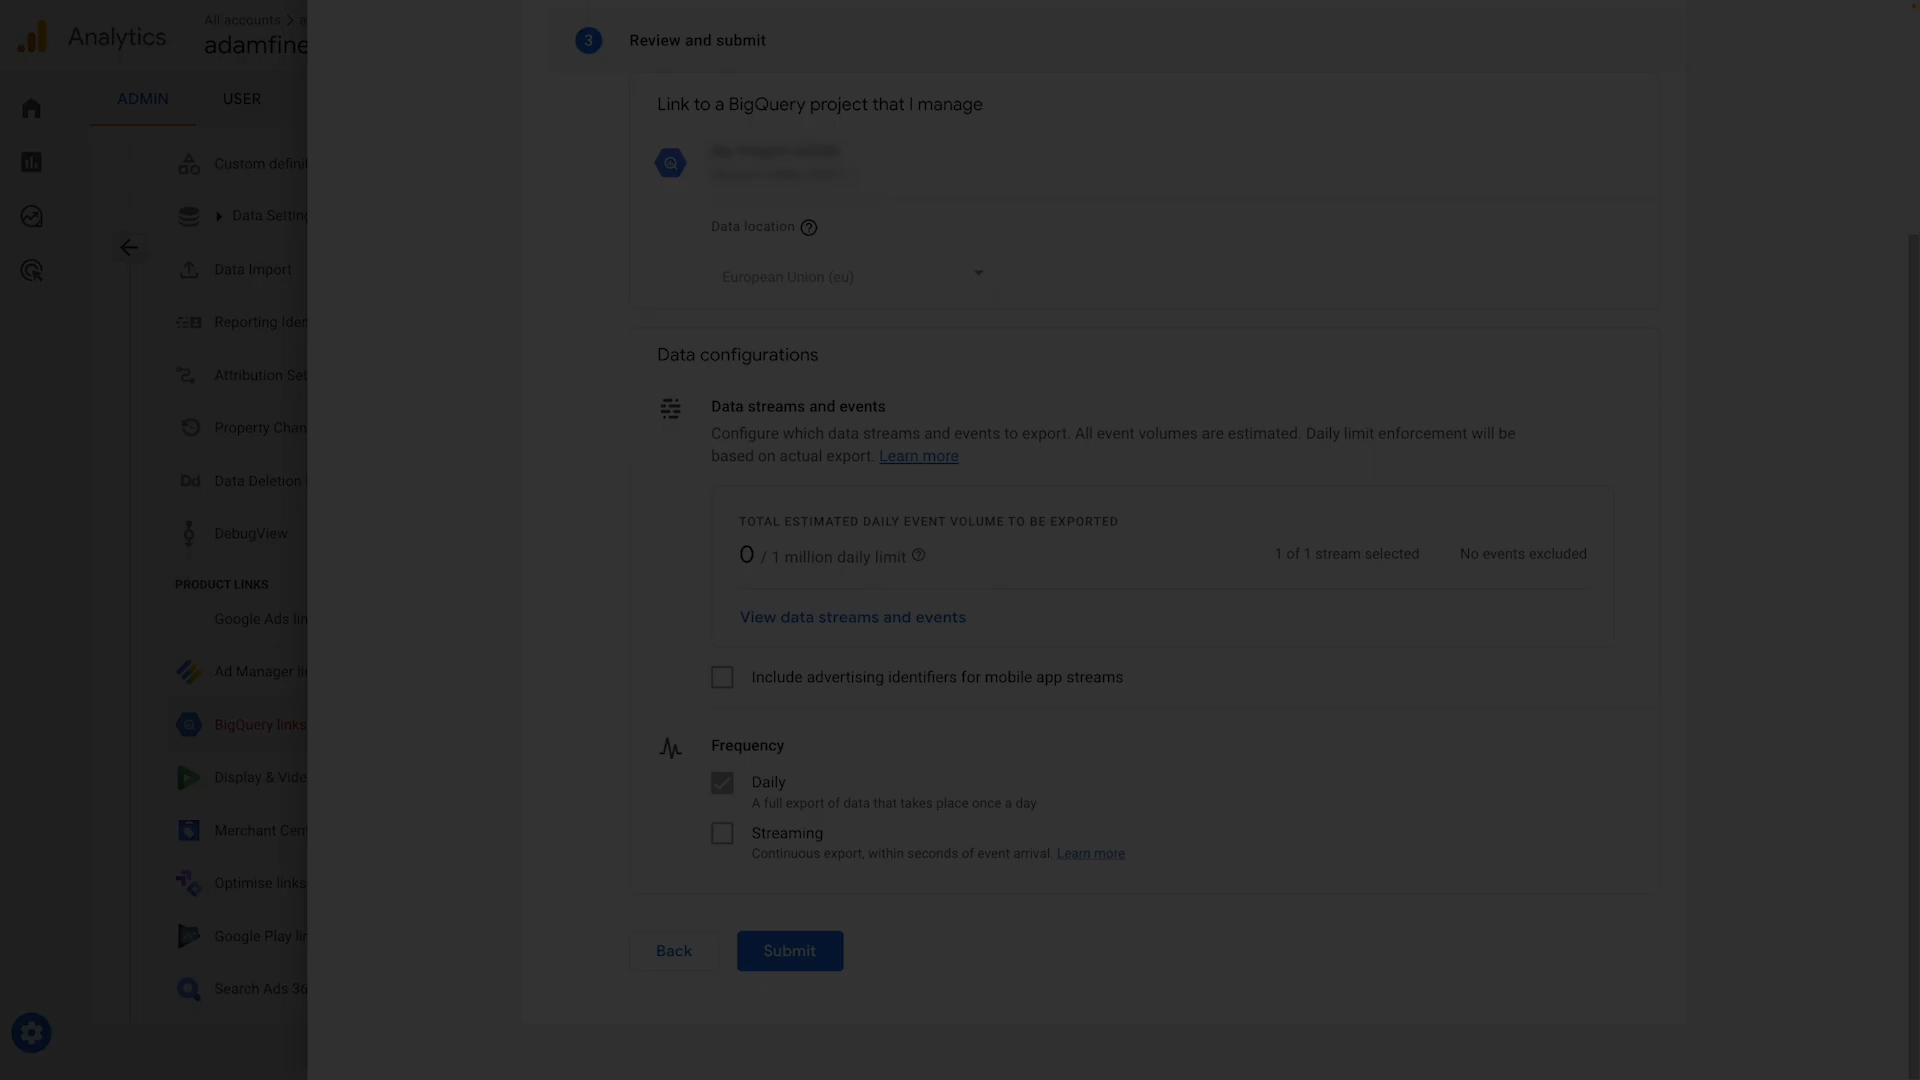 All accounts > a
Analytics
adamfine
ADMIN
USER
Custom defini
Data Setting
Data Import
Reporting Iden
Attribution Set
Property Chan
Dd Data Deletion
DebugView
PRODUCT LINKS
Google Ads lin
Ad Manager li
BigQuery links
Display & Vide
Merchant Cent
Optimise links
Google Play lin
Search Ads 36
3 Review and submit
Link to a BigQuery project that I manage
Data location
European Union (eu)
Data configurations
Data streams and events
Configure which data streams and events to export. All event volumes are estimated. Daily limit enforcement will be
based on actual export. Learn more
TOTAL ESTIMATED DAILY EVENT VOLUME TO BE EXPORTED
0 / 1 million daily limit
1 of 1 stream selected
No events excluded
View data streams and events
Include advertising identifiers for mobile app streams
Frequency
Daily
A full export of data that takes place once a day
Streaming
Continuous export, within seconds of event arrival. Learn more
Back
Submit